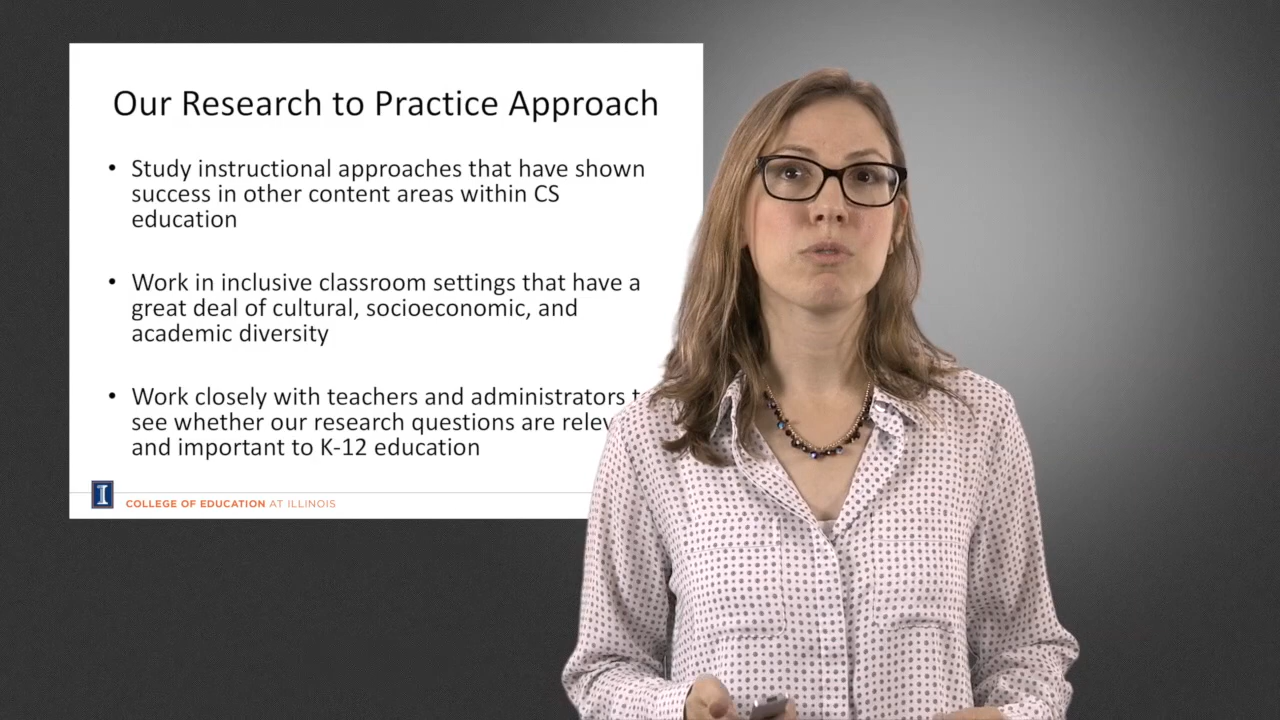 Our Research to Practice Approach
• Study instructional approaches that have shown
success in other content areas within CS
education
• Work in inclusive classroom settings that have a
great deal of cultural, socioeconomic, and
academic diversity
• Work closely with teachers and administrators
see whether our research questions are
and important to K-12 education
I
COLLEGE OF EDUCATION AT ILLINOIS